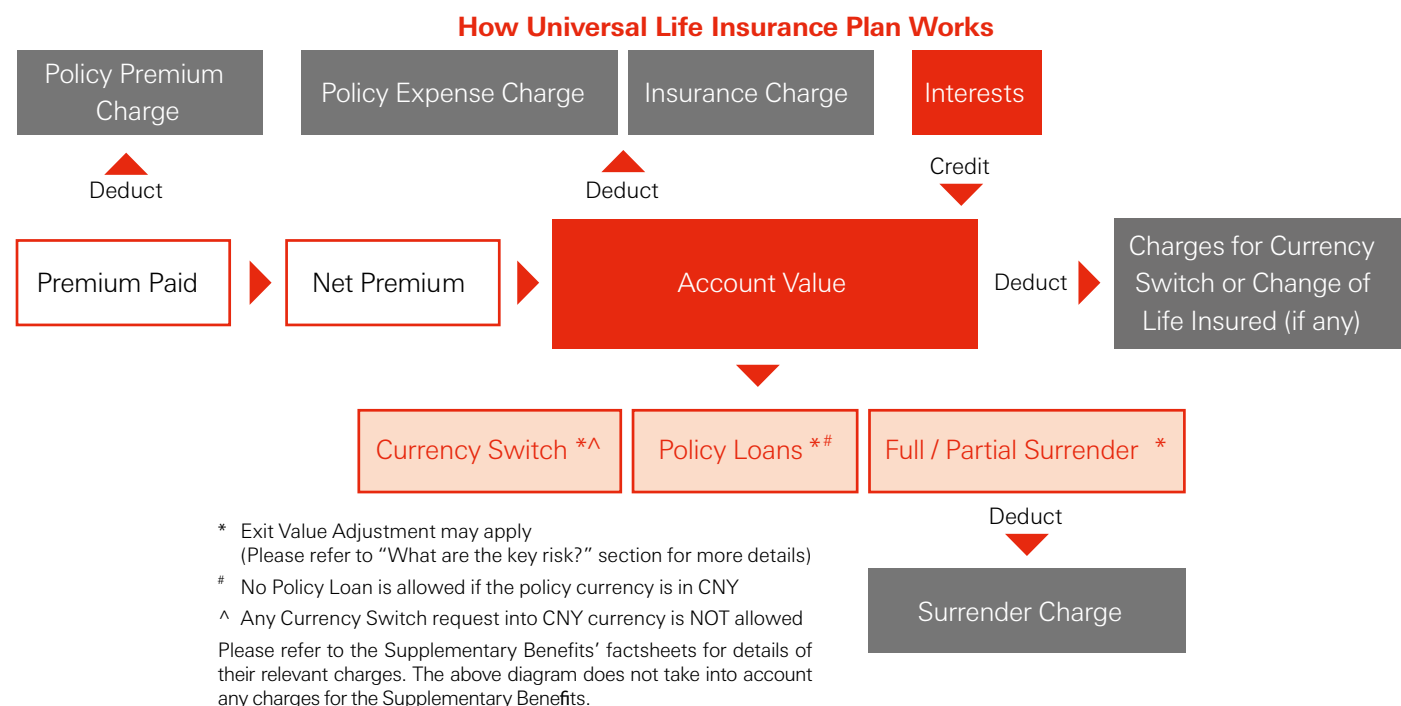 How Universal Life Insurance Plan Works
Policy Premium
Charge
Policy Expense Charge
Insurance Charge
Interests
Deduct
Deduct
Credit
Premium Paid
Net Premium
Account Value
Deduct
Charges for Currency
Switch or Change of
Life Insured (if any)
Currency Switch *^
Policy Loans *#
Full / Partial Surrender *
Deduct
Surrender Charge
* Exit Value Adjustment may apply
(Please refer to “What are the key risk?” section for more details)
# No Policy Loan is allowed if the policy currency is in CNY
^ Any Currency Switch request into CNY currency is NOT allowed
Please refer to the Supplementary Benefits’ factsheets for details of
their relevant charges. The above diagram does not take into account
any charges for the Supplementary Benefits.